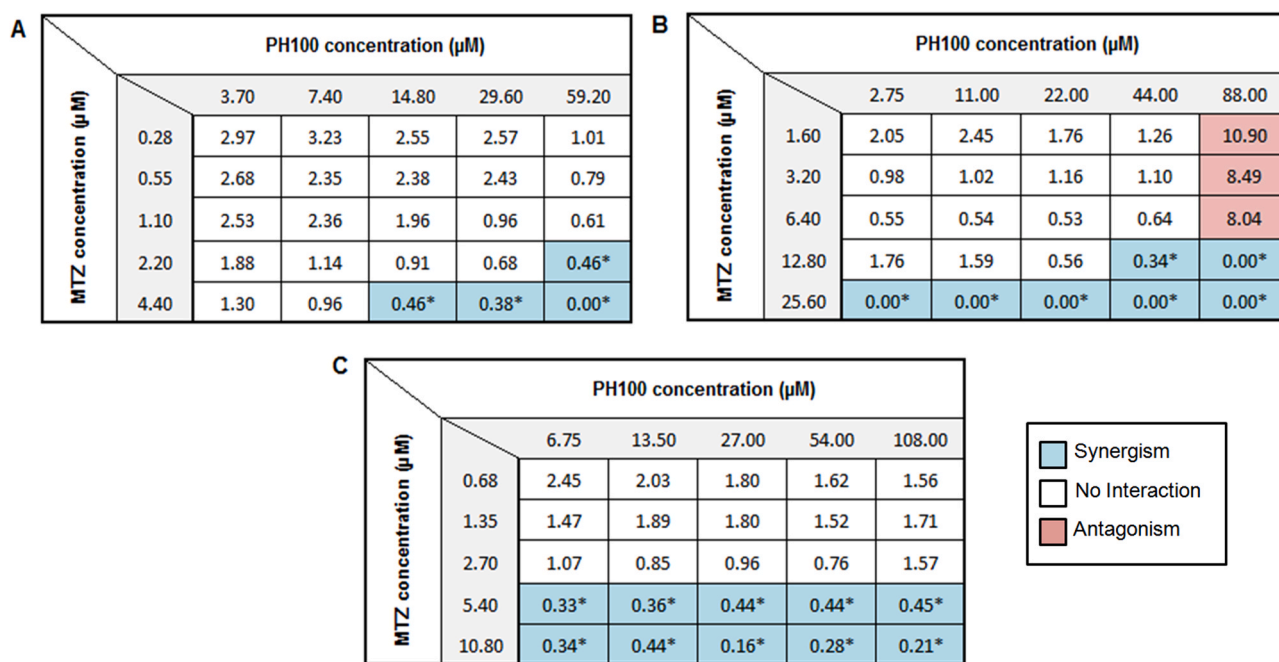 A
PH100 concentration (µM)
MTZ concentration (µM)
3.70 7.40 14.80 29.60 59.20
0.28 2.97 3.23 2.55 2.57 1.01
0.55 2.68 2.35 2.38 2.43 0.79
1.10 2.53 2.36 1.96 0.96 0.61
2.20 1.88 1.14 0.91 0.68 0.46*
4.40 1.30 0.96 0.46* 0.38* 0.00*
B
PH100 concentration (µM)
MTZ concentration (µM)
2.75 11.00 22.00 44.00 88.00
1.60 2.05 2.45 1.76 1.26 10.90
3.20 0.98 1.02 1.16 1.10 8.49
6.40 0.55 0.54 0.53 0.64 8.04
12.80 1.76 1.59 0.56 0.34* 0.00*
25.60 0.00* 0.00* 0.00* 0.00* 0.00*
C
PH100 concentration (µM)
MTZ concentration (µM)
6.75 13.50 27.00 54.00 108.00
0.68 2.45 2.03 1.80 1.62 1.56
1.35 1.47 1.89 1.80 1.52 1.71
2.70 1.07 0.85 0.96 0.76 1.57
5.40 0.33* 0.36* 0.44* 0.44* 0.45*
10.80 0.34* 0.44* 0.16* 0.28* 0.21*
Synergism
No Interaction
Antagonism